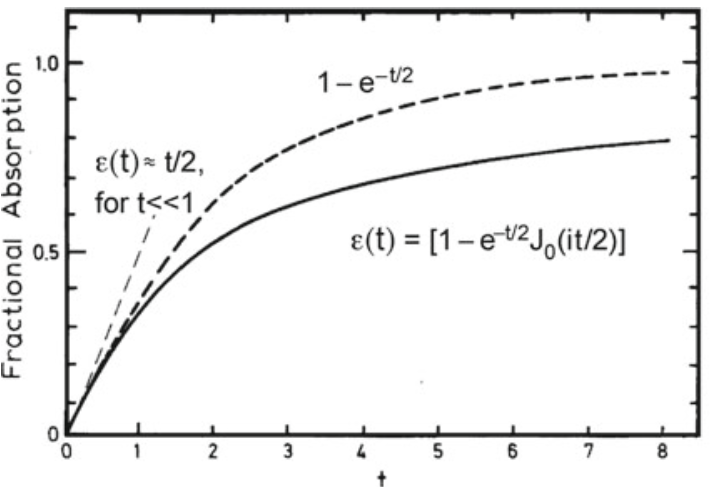 1.0
0.5
0
Fractional Absorption
1 – e^–t/2
ε(t) ≈ t/2,
for t<<1
ε(t) = [1 – e^–t/2 J₀(it/2)]
0 1 2 3 4 5 6 7 8
t